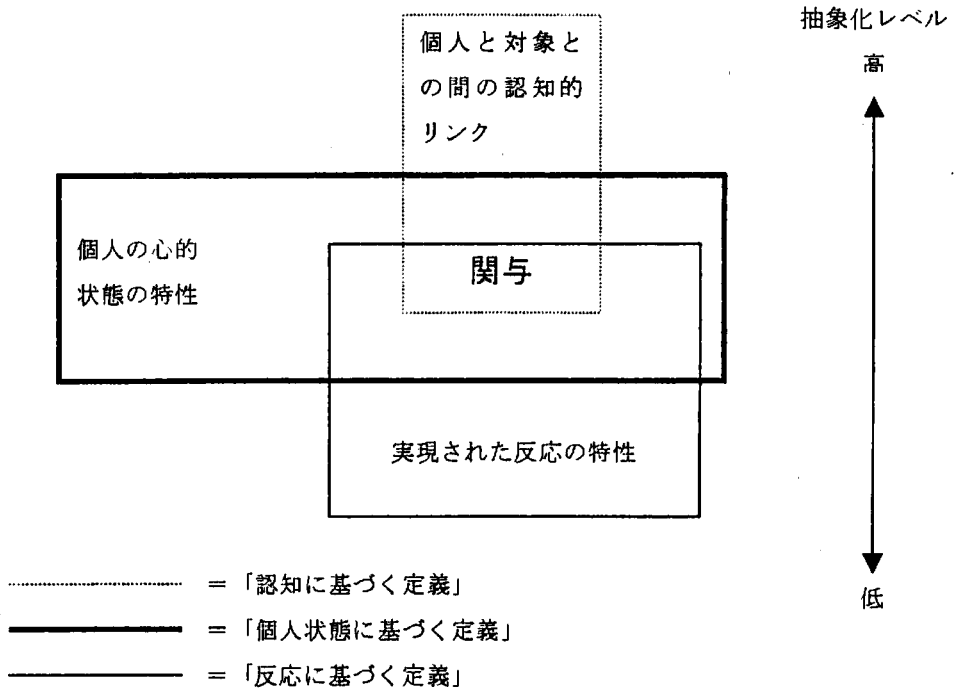 抽象化レベル
高
個人と対象と
の間の認知的
リンク
個人の心的
状態の特性
関与
実現された反応の特性
低
＝「認知に基づく定義」
＝「個人状態に基づく定義」
＝「反応に基づく定義」